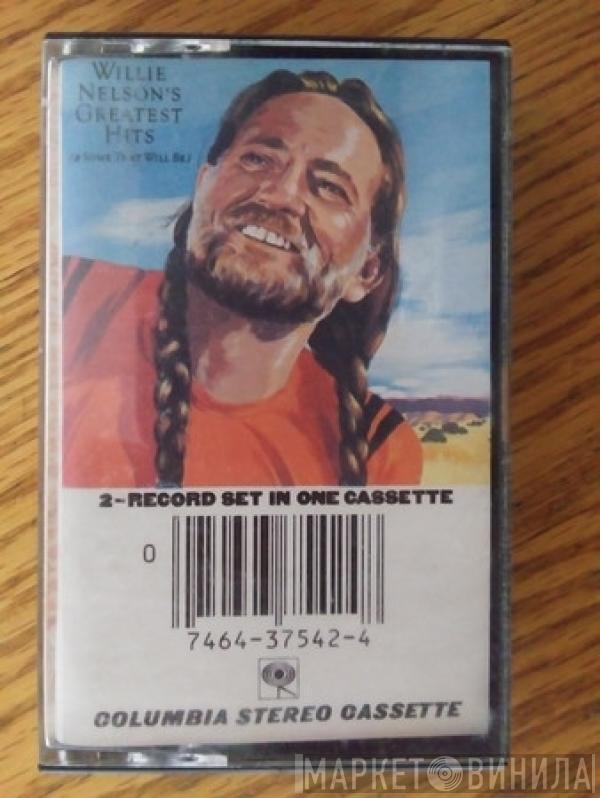 WILLIE
NELSON'S
GREATEST
HITS
(& SOME THAT WILL BE)
2-RECORD SET IN ONE CASSETTE
0
7464-37542-4
COLUMBIA STEREO CASSETTE
МАРКЕТ ВИНИЛА